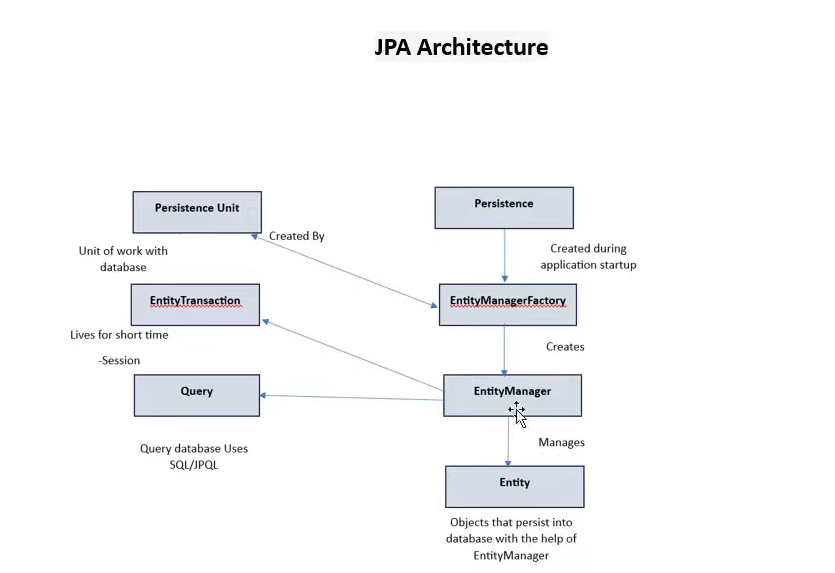 JPA Architecture
Persistence Unit
Persistence
Created By
Unit of work with
database
Created during
application startup
EntityTransaction
EntityManagerFactory
Lives for short time
-Session
Creates
Query
EntityManager
Query database Uses
SQL/JPQL
Manages
Entity
Objects that persist into
database with the help of
EntityManager